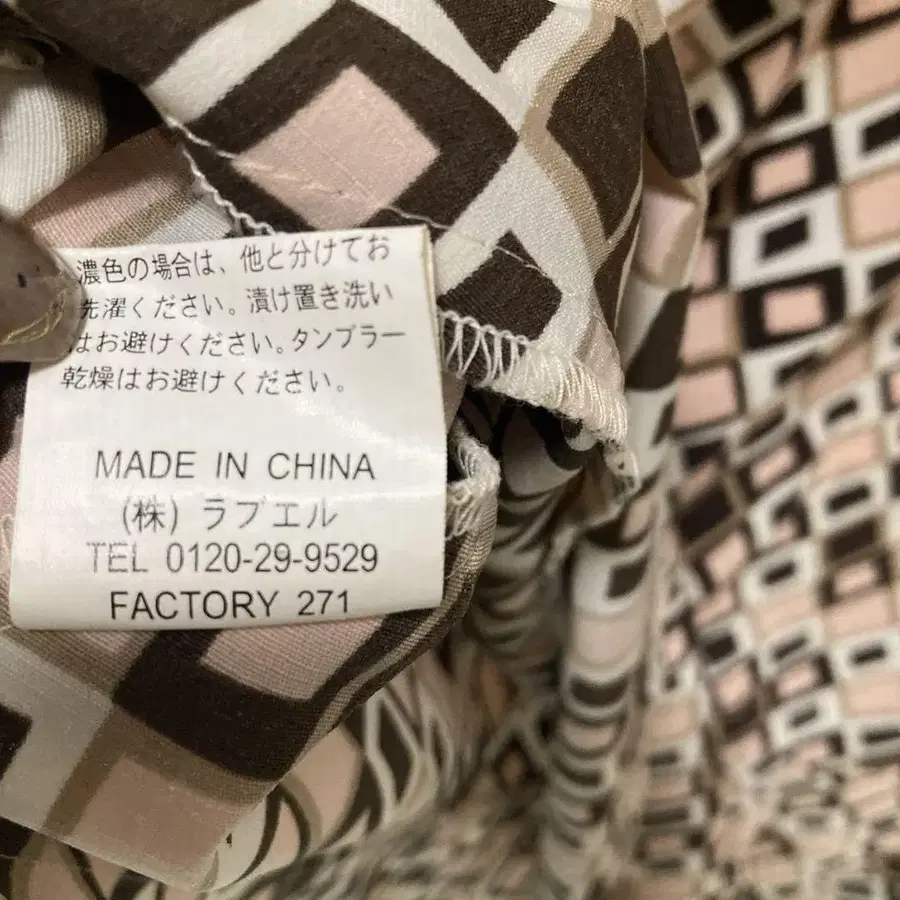 濃色の場合は、他と分けてお
洗濯ください。漬け置き洗い
はお避けください。タンブラー
乾燥はお避けください。
MADE IN CHINA
(株) ラブエル
TEL 0120-29-9529
FACTORY 271